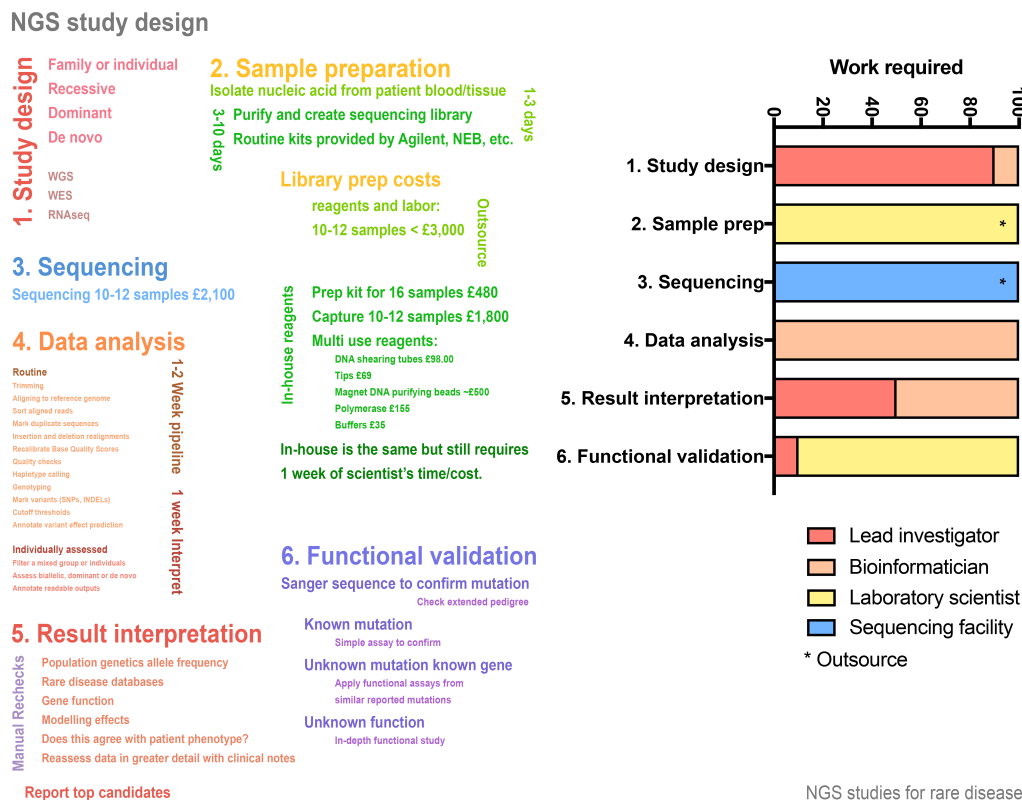 NGS study design
1. Study design
Family or individual
Recessive
Dominant
De novo
WGS
WES
RNAseq
2. Sample preparation
Isolate nucleic acid from patient blood/tissue
1-3 days
3-10 days
Purify and create sequencing library
Routine kits provided by Agilent, NEB, etc.
Library prep costs
reagents and labor:
10-12 samples < £3,000
Outsource
In-house reagents
Prep kit for 16 samples £480
Capture 10-12 samples £1,800
Multi use reagents:
DNA shearing tubes £98.00
Tips £69
Magnet DNA purifying beads ~£500
Polymerase £155
Buffers £35
In-house is the same but still requires
1 week of scientist's time/cost.
3. Sequencing
Sequencing 10-12 samples £2,100
4. Data analysis
Routine
Trimming
Aligning to reference genome
Sort aligned reads
Mark duplicate sequences
Insertion and deletion realignments
Recalibrate Base Quality Scores
Quality checks
Haplotype calling
Genotyping
Mark variants (SNPs, INDELs)
Cutoff thresholds
Annotate variant effect prediction
1-2 Week pipeline
Individually assessed
Filter a mixed group or individuals
Assess biallelic, dominant or de novo
Annotate readable outputs
1 week Interpret
5. Result interpretation
Manual Rechecks
Population genetics allele frequency
Rare disease databases
Gene function
Modelling effects
Does this agree with patient phenotype?
Reassess data in greater detail with clinical notes
Report top candidates
6. Functional validation
Sanger sequence to confirm mutation
Check extended pedigree
Known mutation
Simple assay to confirm
Unknown mutation known gene
Apply functional assays from
similar reported mutations
Unknown function
In-depth functional study
Work required
0 20 40 60 80 100
1. Study design
2. Sample prep *
3. Sequencing *
4. Data analysis
5. Result interpretation
6. Functional validation
Lead investigator
Bioinformatician
Laboratory scientist
Sequencing facility
* Outsource
NGS studies for rare disease